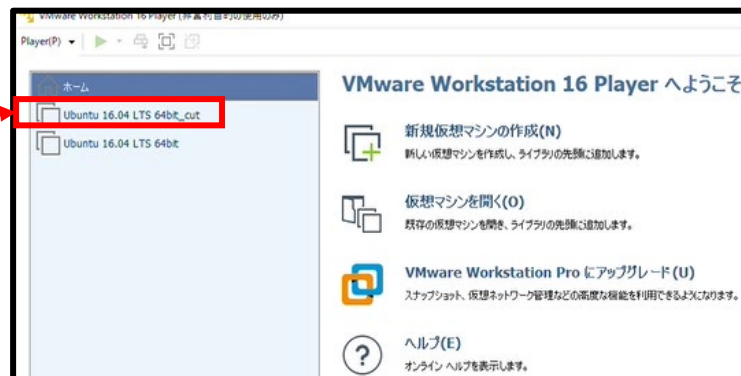 VMware Workstation 16 Player (非営利目的の使用のみ)
Player(P)
ホーム
Ubuntu 16.04 LTS 64bit_cut
Ubuntu 16.04 LTS 64bit
VMware Workstation 16 Player へようこそ
新規仮想マシンの作成(N)
新しい仮想マシンを作成し、ライブラリの先頭に追加します。
仮想マシンを開く(O)
既存の仮想マシンを開き、ライブラリの先頭に追加します。
VMware Workstation Pro にアップグレード(U)
スナップショット、仮想ネットワーク管理などの高度な機能を利用できるようになります。
ヘルプ(E)
オンライン ヘルプを表示します。